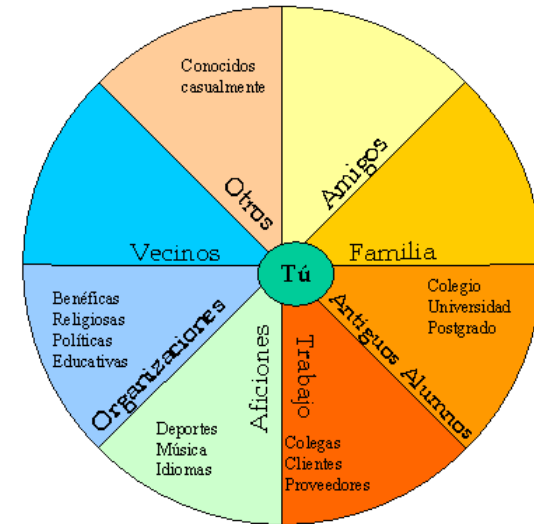 Conocidos
casualmente
Otros
Amigos
Vecinos
Familia
Tú
Benéficas
Religiosas
Políticas
Educativas
Organizaciones
Deportes
Música
Idiomas
Aficiones
Trabajo
Colegas
Clientes
Proveedores
Antiguos Alumnos
Colegio
Universidad
Postgrado